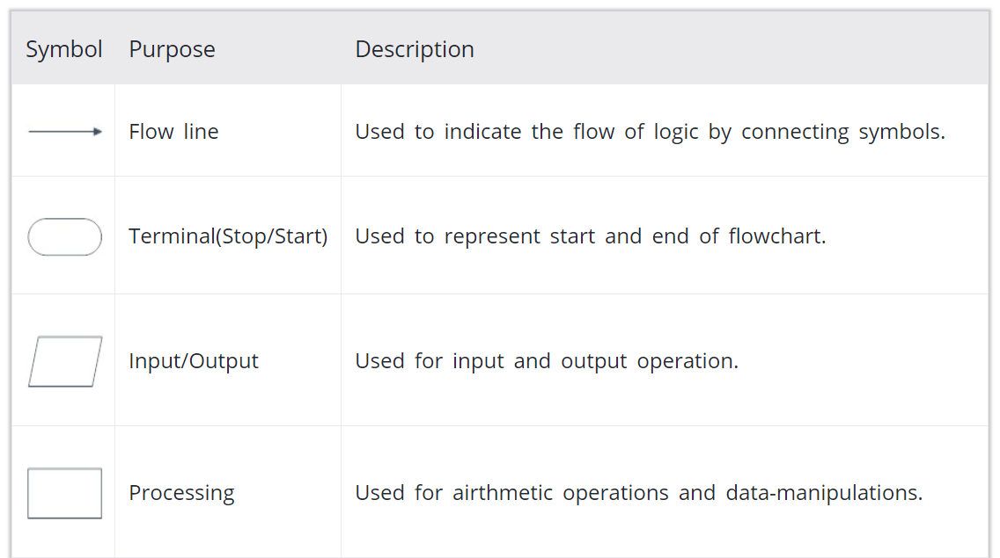 Symbol Purpose Description
Flow line Used to indicate the flow of logic by connecting symbols.
Terminal(Stop/Start) Used to represent start and end of flowchart.
Input/Output Used for input and output operation.
Processing Used for airthmetic operations and data-manipulations.